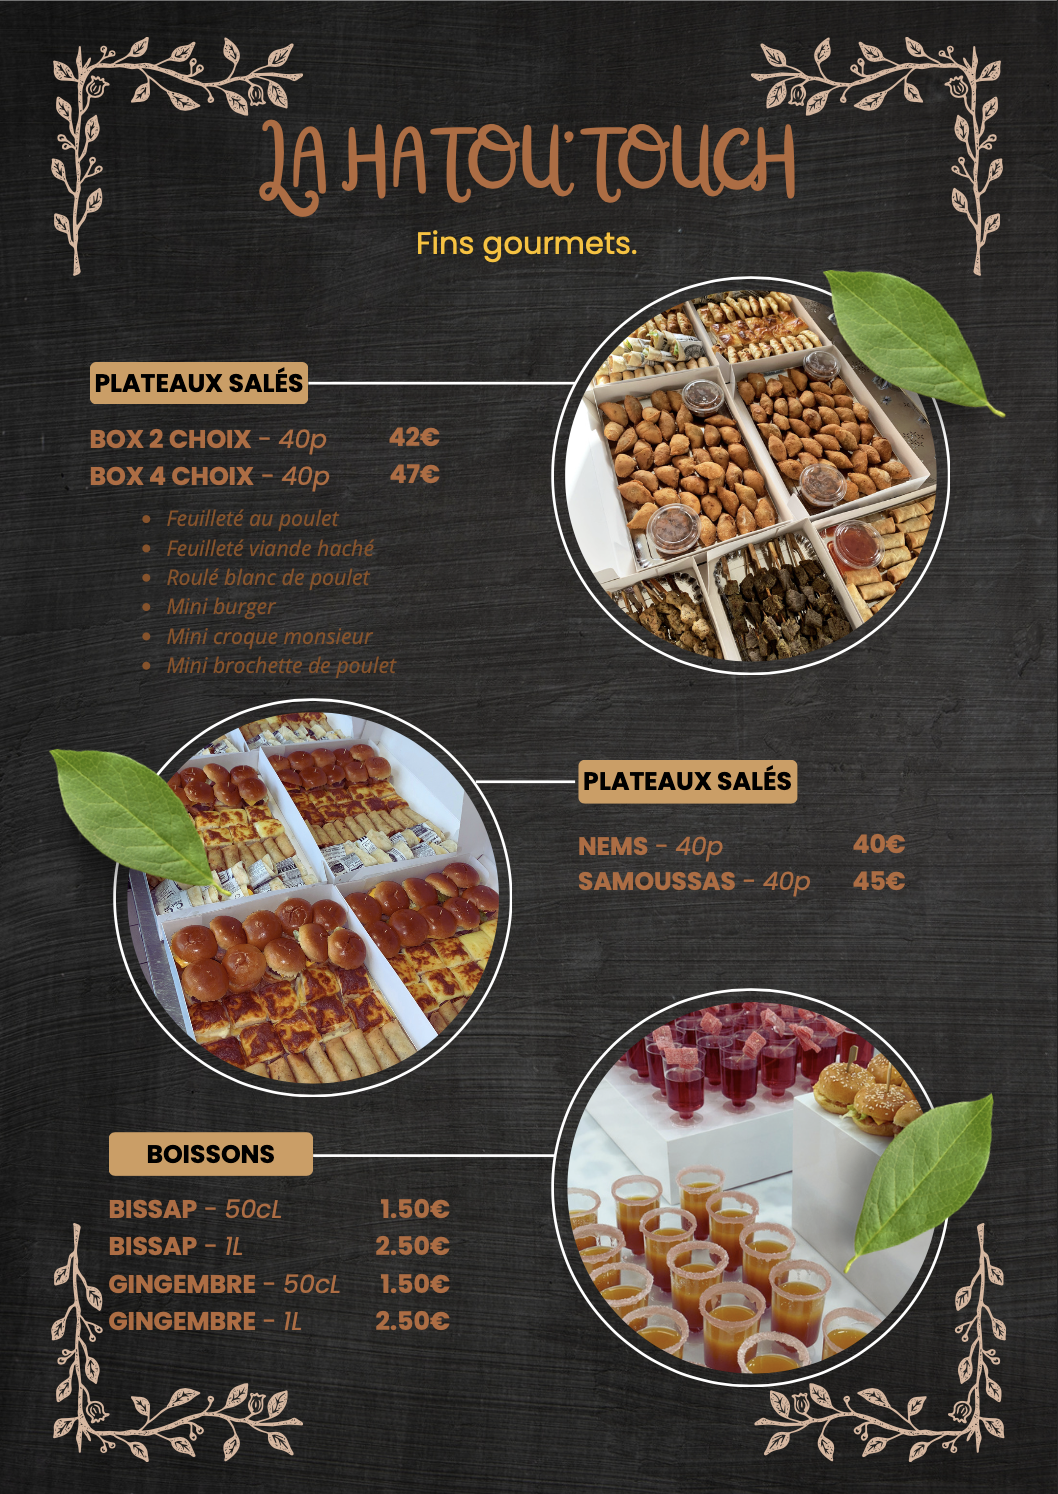 LA HATOU'TOUCH
Fins gourmets.
PLATEAUX SALÉS
BOX 2 CHOIX - 40p 42€
BOX 4 CHOIX - 40p 47€
• Feuilleté au poulet
• Feuilleté viande haché
• Roulé blanc de poulet
• Mini burger
• Mini croque monsieur
• Mini brochette de poulet
PLATEAUX SALÉS
NEMS - 40p 40€
SAMOUSSAS - 40p 45€
BOISSONS
BISSAP - 50cL 1.50€
BISSAP - 1L 2.50€
GINGEMBRE - 50cL 1.50€
GINGEMBRE - 1L 2.50€